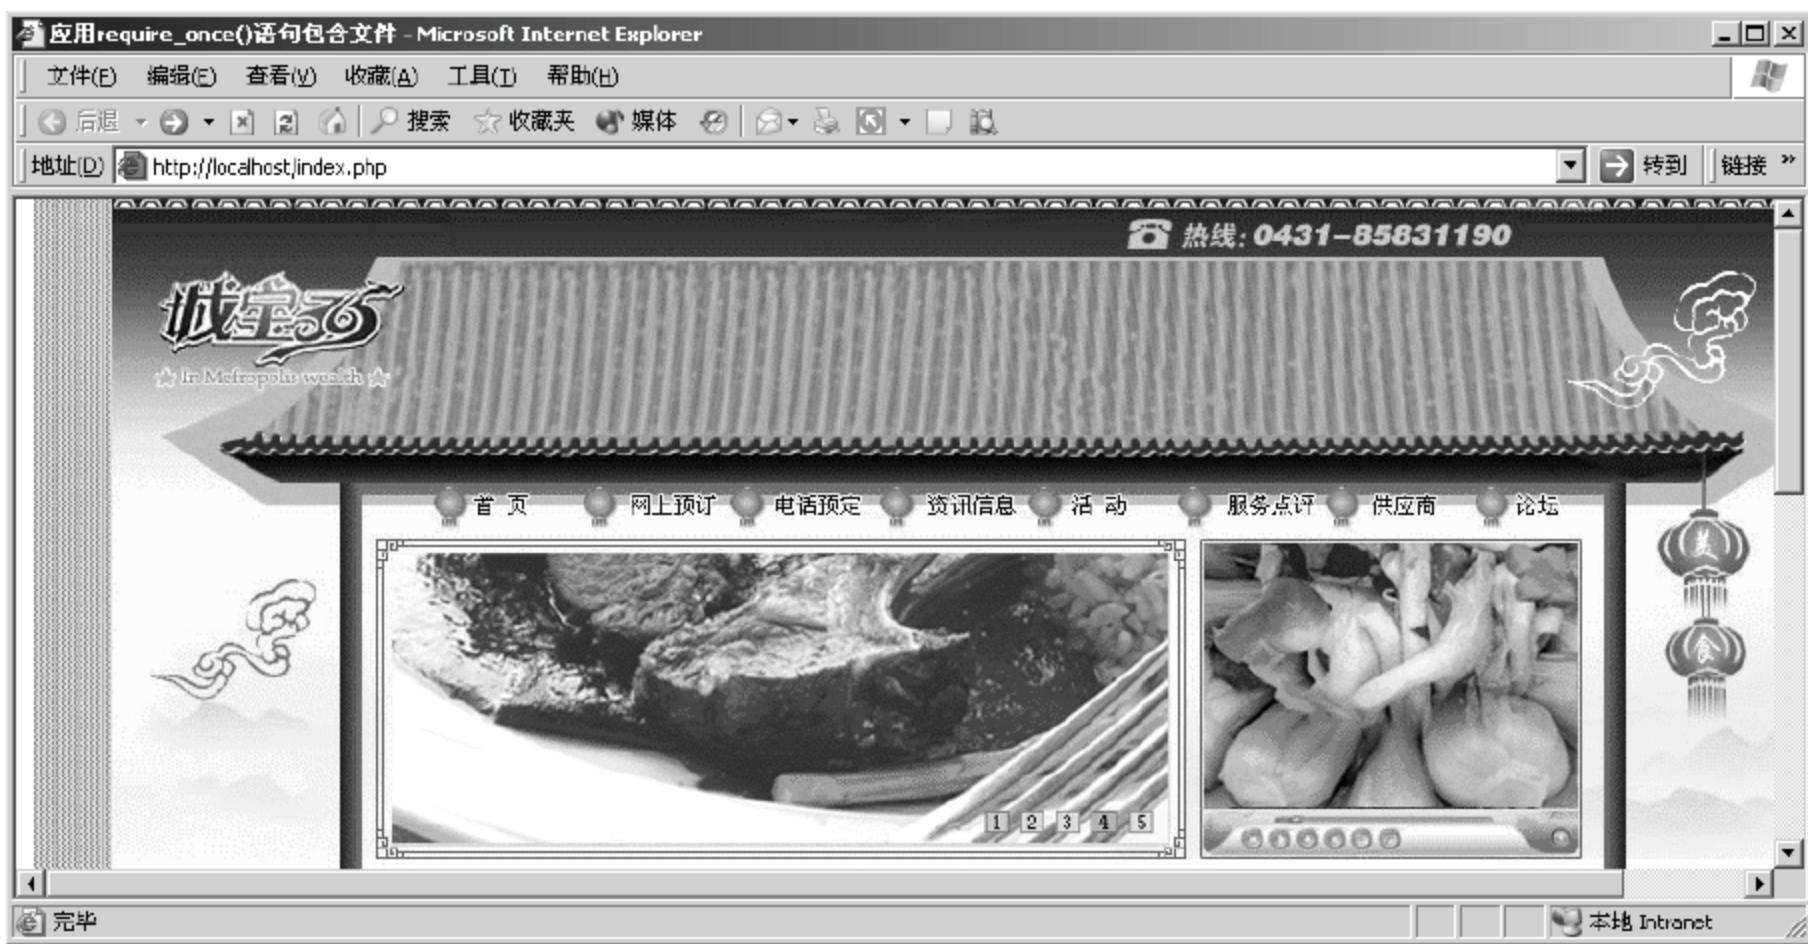 应用require_once()语句包含文件 - Microsoft Internet Explorer
文件(F) 编辑(E) 查看(V) 收藏(A) 工具(T) 帮助(H)
后退 搜索 收藏夹 媒体
地址(D) http://localhost/index.php 转到 链接 »
热线: 0431-85831190
In Metropolis wealth
首 页 网上预订 电话预定 资讯信息 活 动 服务点评 供应商 论坛
美
食
1 2 3 4 5
完毕 本地 Intranet